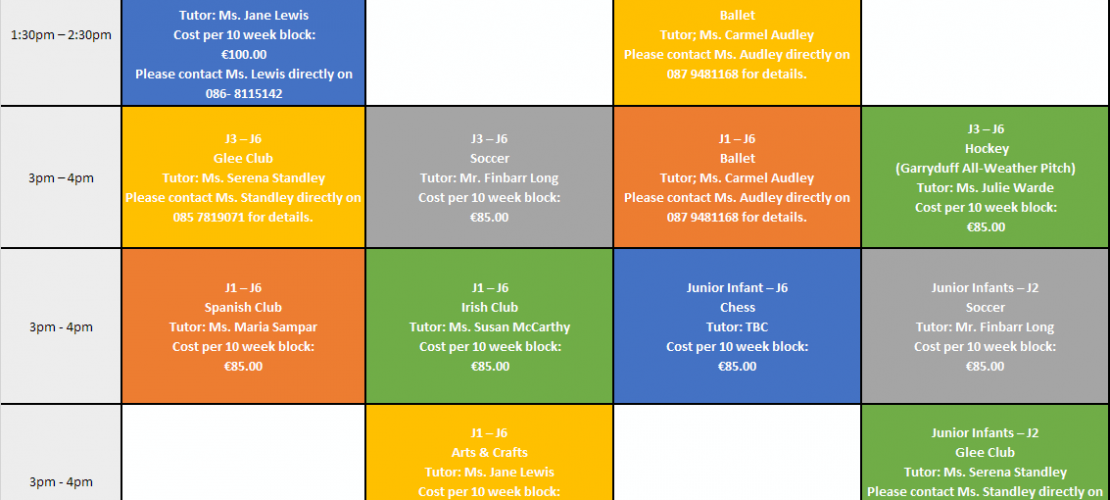 1:30pm – 2:30pm
Tutor: Ms. Jane Lewis
Cost per 10 week block:
€100.00
Please contact Ms. Lewis directly on
086- 8115142
Ballet
Tutor; Ms. Carmel Audley
Please contact Ms. Audley directly on
087 9481168 for details.
3pm – 4pm
J3 – J6
Glee Club
Tutor: Ms. Serena Standley
Please contact Ms. Standley directly on
085 7819071 for details.
J3 – J6
Soccer
Tutor: Mr. Finbarr Long
Cost per 10 week block:
€85.00
J1 – J6
Ballet
Tutor; Ms. Carmel Audley
Please contact Ms. Audley directly on
087 9481168 for details.
J3 – J6
Hockey
(Garryduff All-Weather Pitch)
Tutor: Ms. Julie Warde
Cost per 10 week block:
€85.00
3pm - 4pm
J1 – J6
Spanish Club
Tutor: Ms. Maria Sampar
Cost per 10 week block:
€85.00
J1 – J6
Irish Club
Tutor: Ms. Susan McCarthy
Cost per 10 week block:
€85.00
Junior Infant – J6
Chess
Tutor: TBC
Cost per 10 week block:
€85.00
Junior Infants – J2
Soccer
Tutor: Mr. Finbarr Long
Cost per 10 week block:
€85.00
3pm - 4pm
J1 – J6
Arts & Crafts
Tutor: Ms. Jane Lewis
Cost per 10 week block:
Junior Infants – J2
Glee Club
Tutor: Ms. Serena Standley
Please contact Ms. Standley directly on